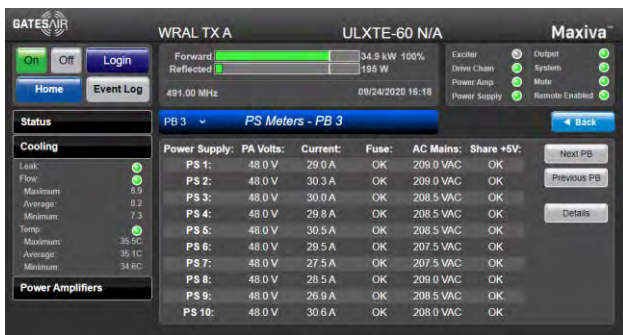 GATESAIR
WRAL TX A ULXTE-60 N/A Maxiva™
On Off Login
Home Event Log
Forward 34.9 kW 100%
Reflected 195 W
491.00 MHz 09/24/2020 16:18
Exciter Output
Drive Chain System
Power Amp Mute
Power Supply Remote Enabled
Status
PB 3 PS Meters - PB 3 Back
Cooling
Leak:
Flow:
Maximum: 8.9
Average: 8.2
Minimum: 7.3
Temp:
Maximum: 35.5C
Average: 35.1C
Minimum: 34.6C
Power Amplifiers
Power Supply: PA Volts: Current: Fuse: AC Mains: Share +5V:
PS 1: 48.0 V 29.0 A OK 209.0 VAC OK
PS 2: 48.0 V 30.3 A OK 209.0 VAC OK
PS 3: 48.0 V 30.0 A OK 208.5 VAC OK
PS 4: 48.0 V 29.8 A OK 208.5 VAC OK
PS 5: 48.0 V 30.5 A OK 208.5 VAC OK
PS 6: 48.0 V 29.5 A OK 207.5 VAC OK
PS 7: 48.0 V 27.5 A OK 207.5 VAC OK
PS 8: 48.0 V 28.5 A OK 209.0 VAC OK
PS 9: 48.0 V 26.9 A OK 208.5 VAC OK
PS 10: 48.0 V 30.6 A OK 208.0 VAC OK
Next PB
Previous PB
Details